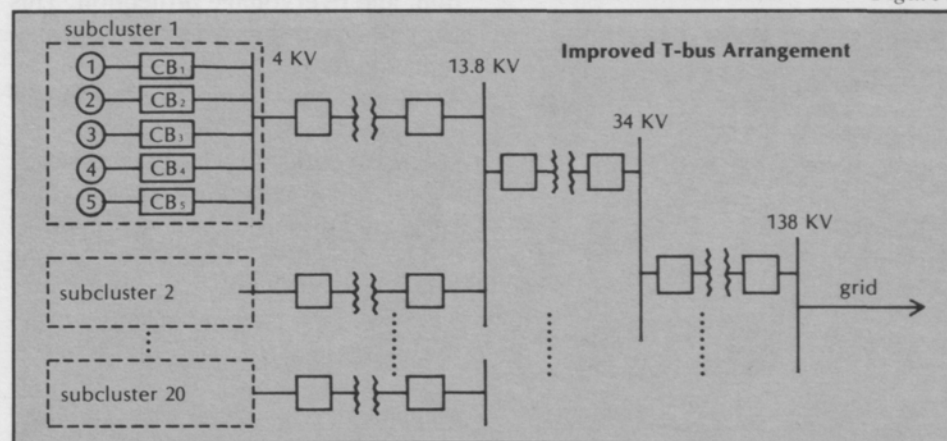 subcluster 1
Improved T-bus Arrangement
4 KV
13.8 KV
34 KV
138 KV
1 CB₁
2 CB₂
3 CB₃
4 CB₄
5 CB₅
grid
subcluster 2
subcluster 20